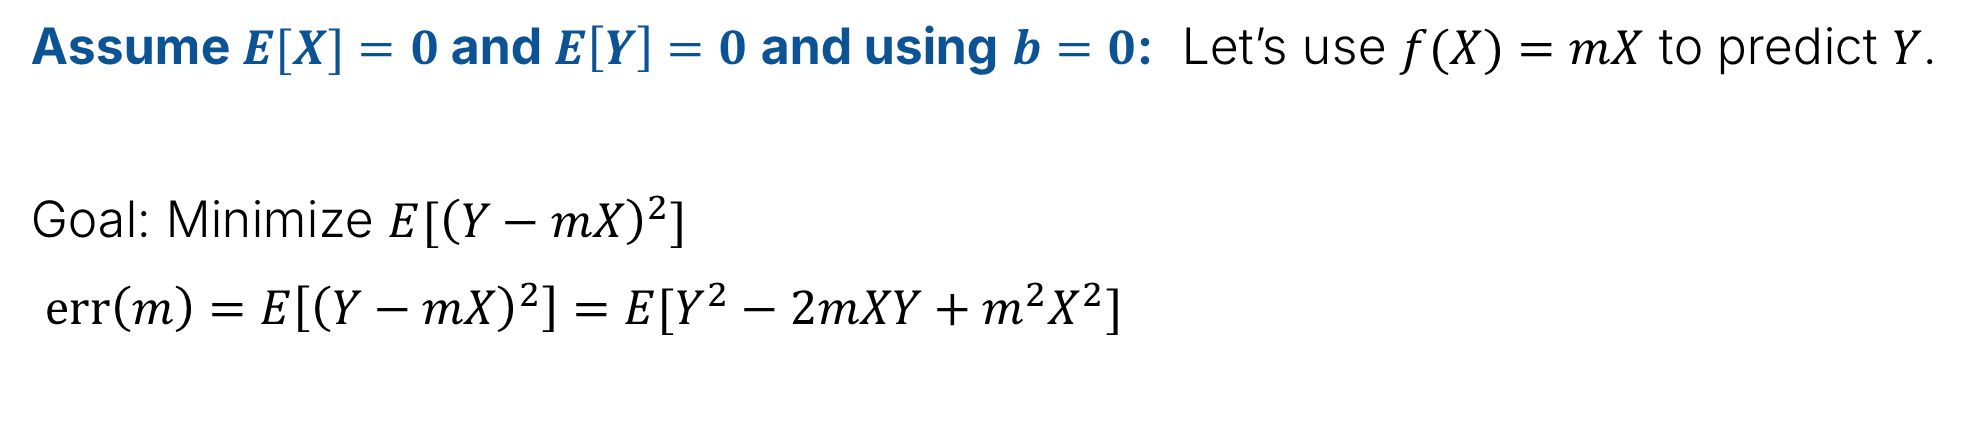 Assume E[X] = 0 and E[Y] = 0 and using b = 0: Let's use f(X) = mX to predict Y.
Goal: Minimize E[(Y − mX)²]
err(m) = E[(Y − mX)²] = E[Y² − 2mXY + m²X²]